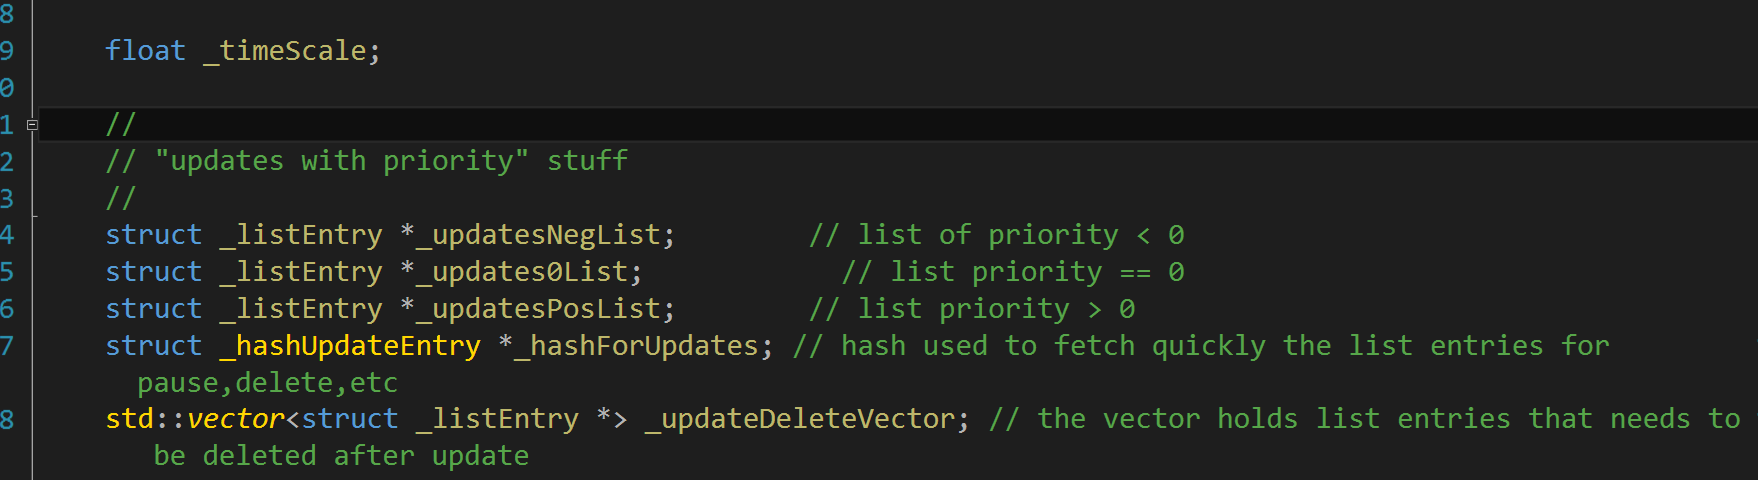 8
9 float _timeScale;
0
1 //
2 // "updates with priority" stuff
3 //
4 struct _listEntry *_updatesNegList; // list of priority < 0
5 struct _listEntry *_updates0List; // list priority == 0
6 struct _listEntry *_updatesPosList; // list priority > 0
7 struct _hashUpdateEntry *_hashForUpdates; // hash used to fetch quickly the list entries for
pause,delete,etc
8 std::vector<struct _listEntry *> _updateDeleteVector; // the vector holds list entries that needs to
be deleted after update